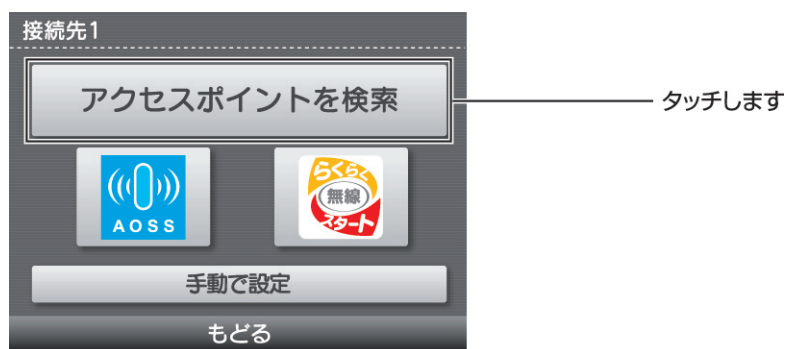 接続先1
アクセスポイントを検索
タッチします
AOSS
らくらく
無線
スタート
手動で設定
もどる